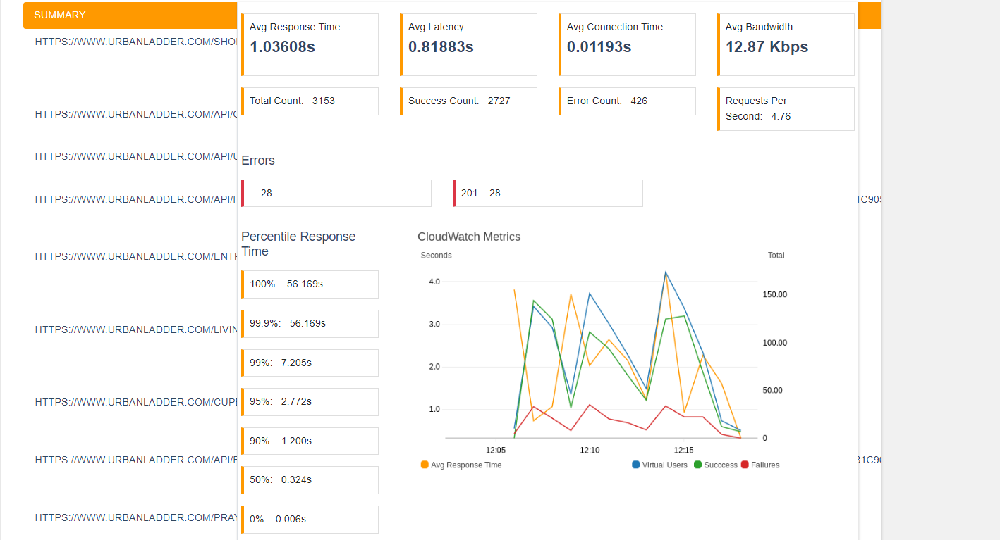 SUMMARY
HTTPS://WWW.URBANLADDER.COM/SHO
HTTPS://WWW.URBANLADDER.COM/API/
HTTPS://WWW.URBANLADDER.COM/API/
HTTPS://WWW.URBANLADDER.COM/API/
1C905
HTTPS://WWW.URBANLADDER.COM/ENT
HTTPS://WWW.URBANLADDER.COM/LIVIN
HTTPS://WWW.URBANLADDER.COM/CUP
HTTPS://WWW.URBANLADDER.COM/API/
HTTPS://WWW.URBANLADDER.COM/PRAY
Avg Response Time
1.03608s
Avg Latency
0.81883s
Avg Connection Time
0.01193s
Avg Bandwidth
12.87 Kbps
Total Count: 3153
Success Count: 2727
Error Count: 426
Requests Per
Second: 4.76
Errors
: 28
201: 28
Percentile Response
Time
100%: 56.169s
99.9%: 56.169s
99%: 7.205s
95%: 2.772s
90%: 1.200s
50%: 0.324s
0%: 0.006s
CloudWatch Metrics
Seconds
Total
4.0
3.0
2.0
1.0
150.00
100.00
50.00
0
12:05
12:10
12:15
Avg Response Time
Virtual Users
Succcess
Failures